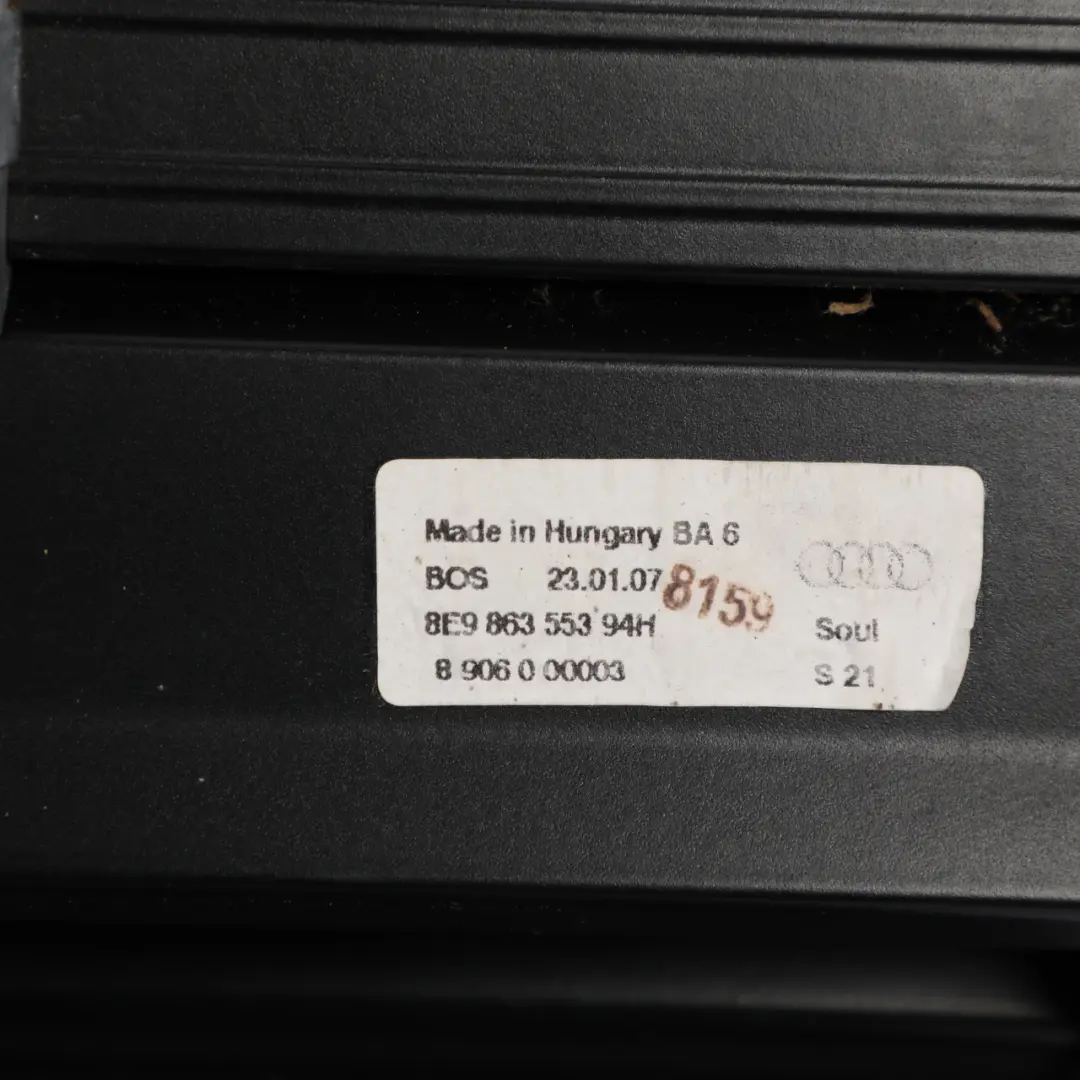 Made in Hungary BA 6
BOS 23.01.07 8159
8E9 863 553 94H Soul
8 906 0 00003 S 21